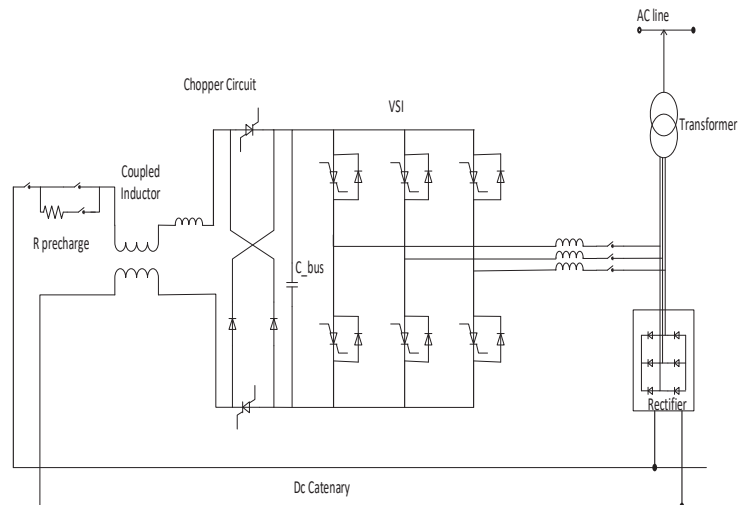 AC line
Chopper Circuit
VSI
Transformer
Coupled
Inductor
R precharge
C_bus
Rectifier
Dc Catenary